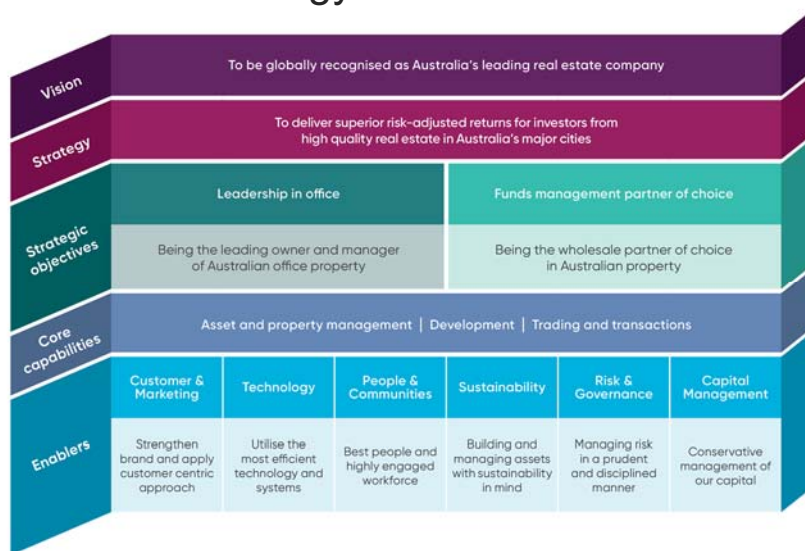 Vision
To be globally recognised as Australia's leading real estate company
Strategy
To deliver superior risk-adjusted returns for investors from
high quality real estate in Australia's major cities
Strategic
objectives
Leadership in office
Being the leading owner and manager
of Australian office property
Funds management partner of choice
Being the wholesale partner of choice
in Australian property
Core
capabilities
Asset and property management | Development | Trading and transactions
Enablers
Customer &
Marketing
Strengthen
brand and apply
customer centric
approach
Technology
Utilise the
most efficient
technology and
systems
People &
Communities
Best people and
highly engaged
workforce
Sustainability
Building and
managing assets
with sustainability
in mind
Risk &
Governance
Managing risk
in a prudent
and disciplined
manner
Capital
Management
Conservative
management of
our capital